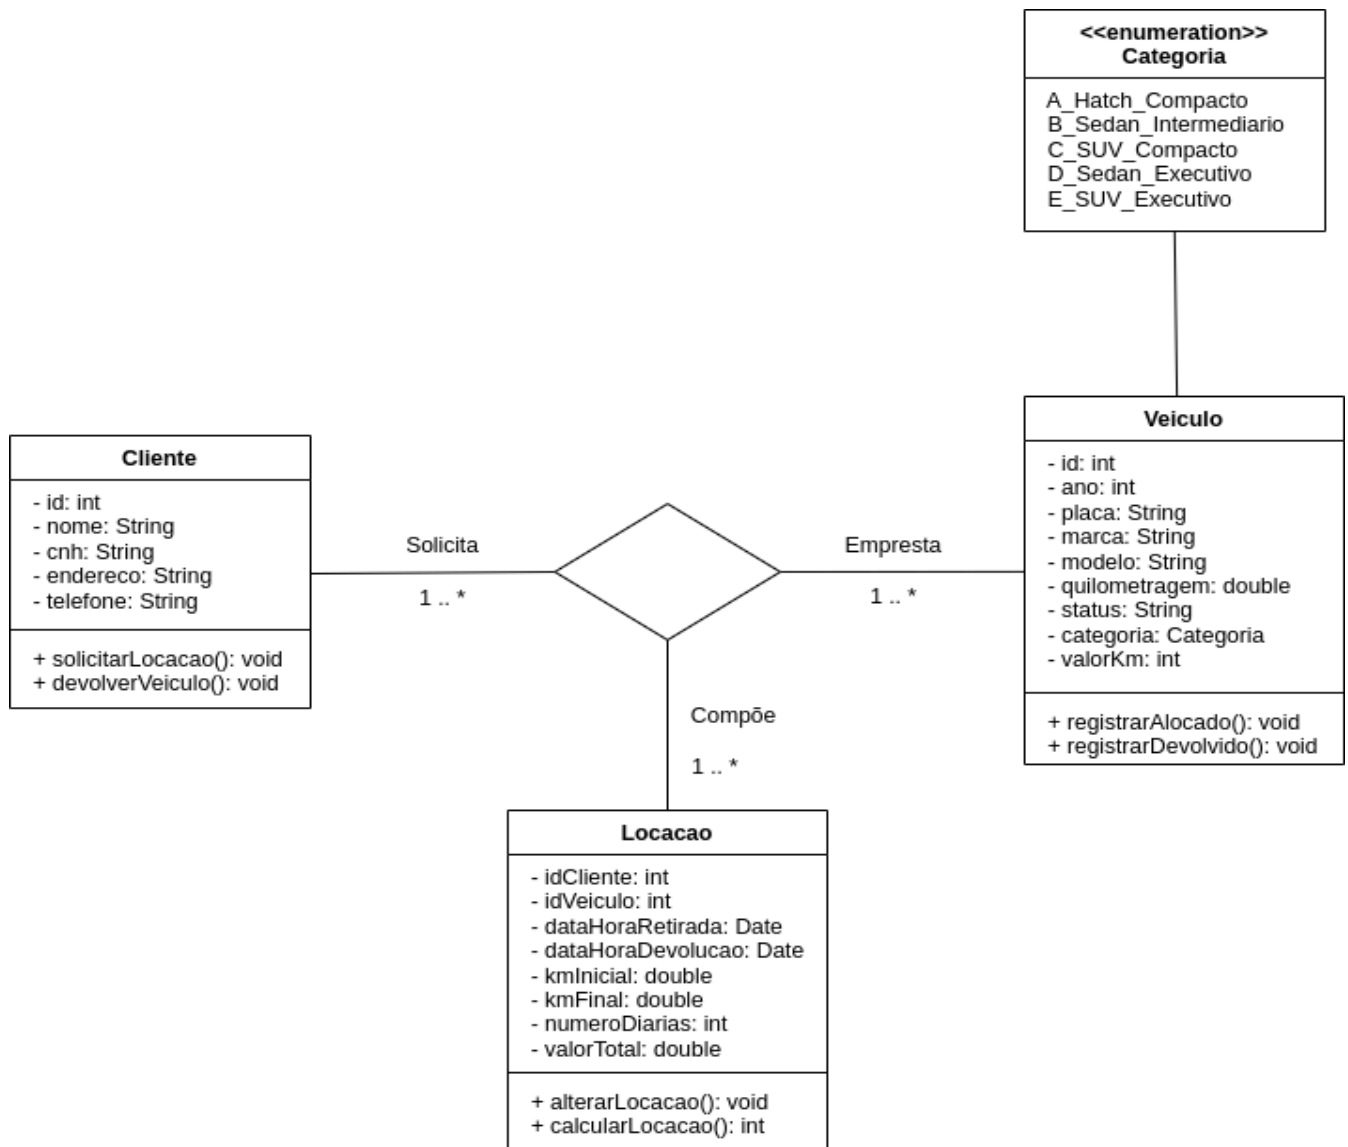 <<enumeration>>
Categoria
A_Hatch_Compacto
B_Sedan_Intermediario
C_SUV_Compacto
D_Sedan_Executivo
E_SUV_Executivo
Cliente
- id: int
- nome: String
- cnh: String
- endereco: String
- telefone: String
+ solicitarLocacao(): void
+ devolverVeiculo(): void
Solicita
1 .. *
Empresta
1 .. *
Veiculo
- id: int
- ano: int
- placa: String
- marca: String
- modelo: String
- quilometragem: double
- status: String
- categoria: Categoria
- valorKm: int
+ registrarAlocado(): void
+ registrarDevolvido(): void
Compõe
1 .. *
Locacao
- idCliente: int
- idVeiculo: int
- dataHoraRetirada: Date
- dataHoraDevolucao: Date
- kmInicial: double
- kmFinal: double
- numeroDiarias: int
- valorTotal: double
+ alterarLocacao(): void
+ calcularLocacao(): int